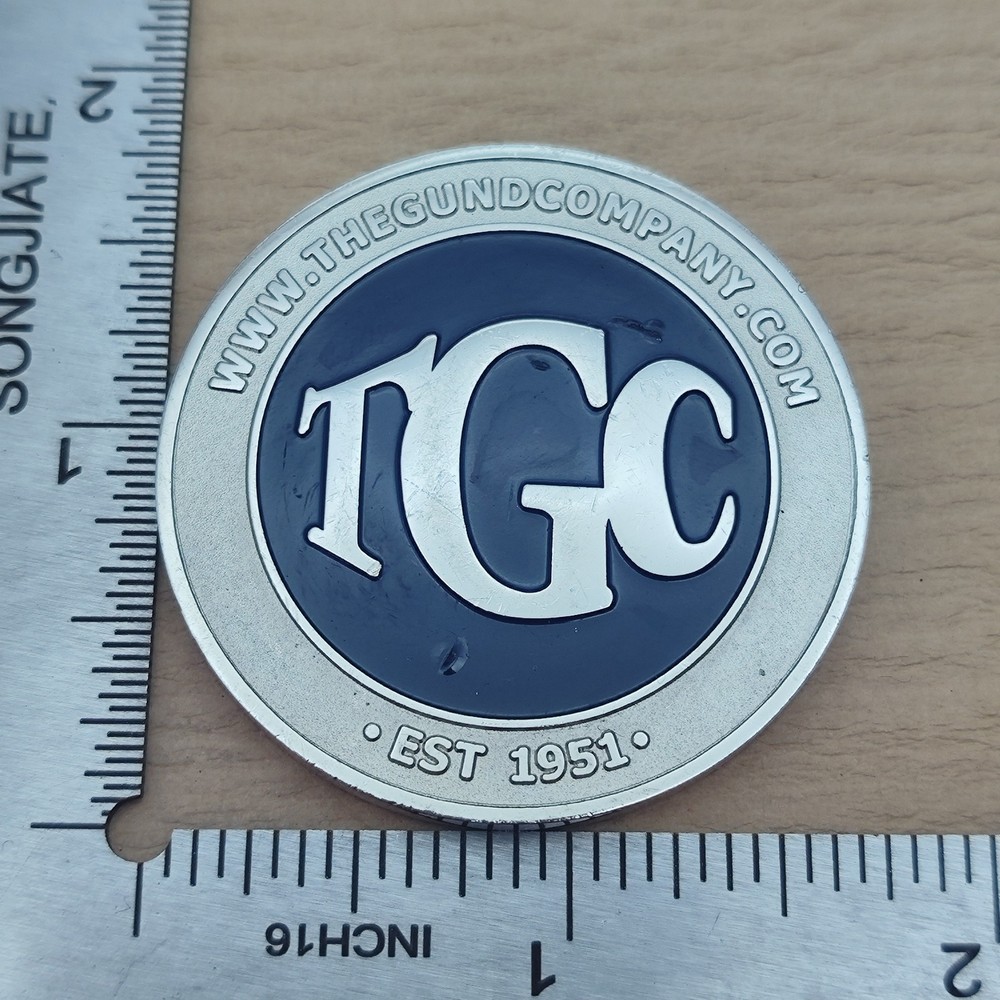 WWW.THEGUNDCOMPANY.COM
TGC
• EST 1951 •
SONGJIATE,
2
1
INCH16
1
2